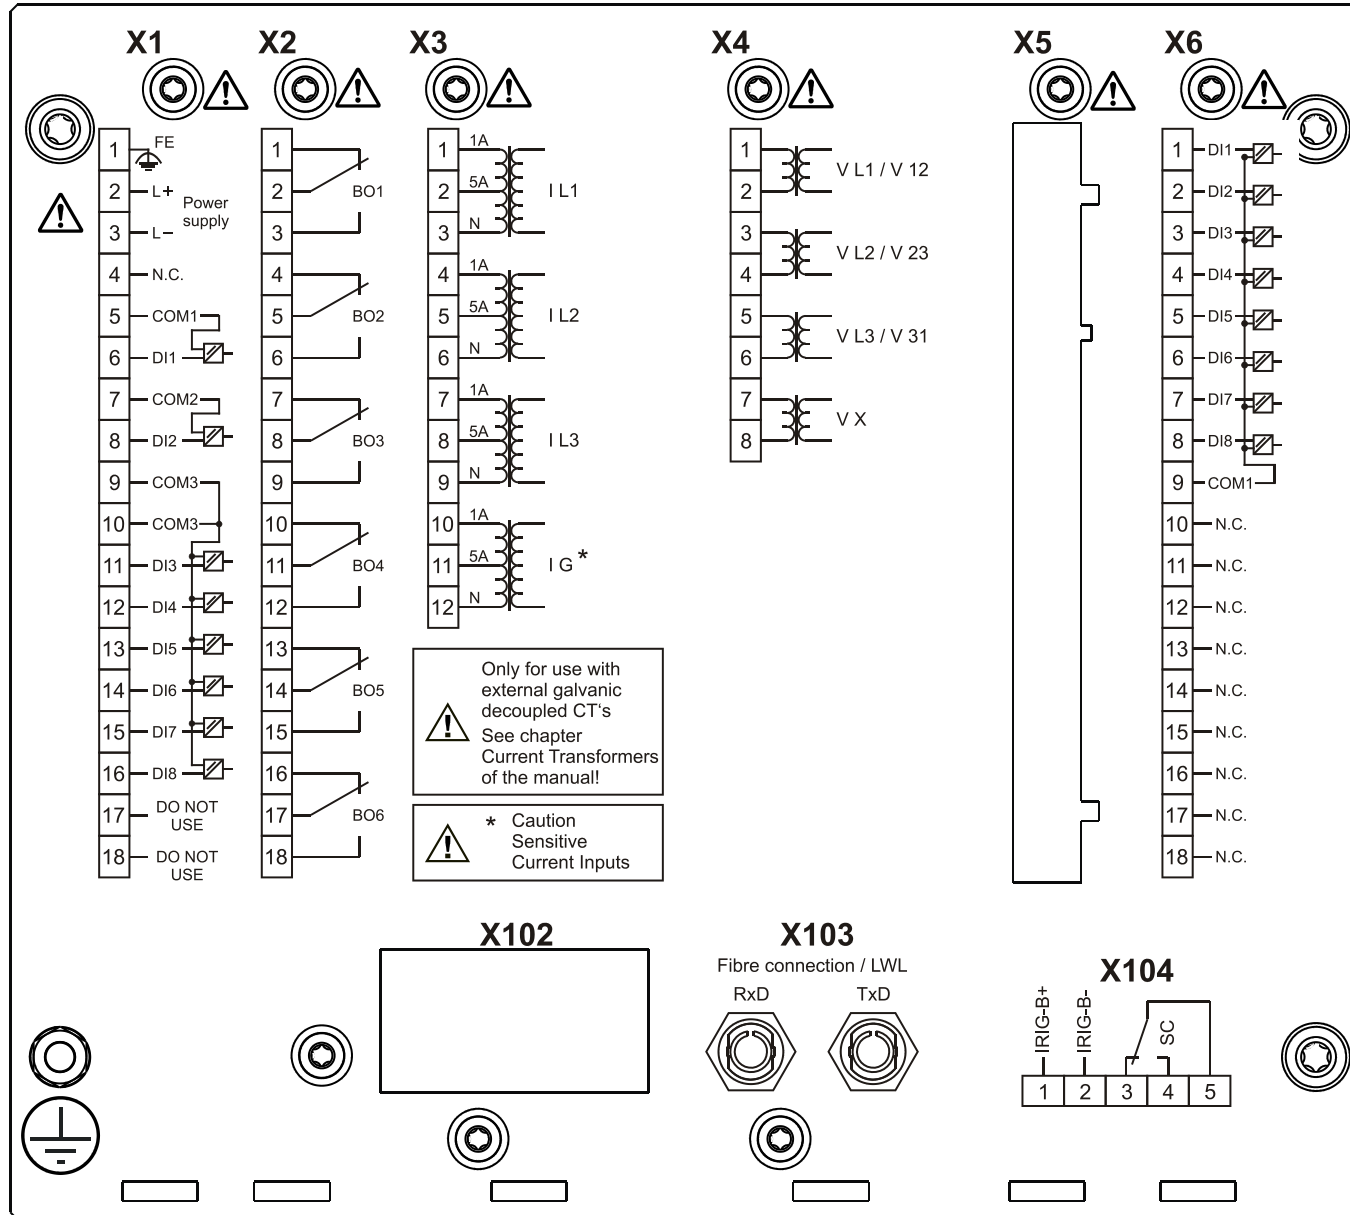 X1
1 FE
2 L+ Power
supply
3 L−
4 N.C.
5 COM1
6 DI1
7 COM2
8 DI2
9 COM3
10 COM3
11 DI3
12 DI4
13 DI5
14 DI6
15 DI7
16 DI8
17 DO NOT
USE
18 DO NOT
USE
X2
1
2 BO1
3
4
5 BO2
6
7
8 BO3
9
10
11 BO4
12
13
14 BO5
15
16
17 BO6
18
X3
1 1A
2 5A I L1
3 N
4 1A
5 5A I L2
6 N
7 1A
8 5A I L3
9 N
10 1A
11 5A I G*
12 N
! Only for use with
external galvanic
decoupled CT‘s
See chapter
Current Transformers
of the manual!
! * Caution
Sensitive
Current Inputs
X4
1
V L1 / V 12
2
3
V L2 / V 23
4
5
V L3 / V 31
6
7
V X
8
X5
X6
1 DI1
2 DI2
3 DI3
4 DI4
5 DI5
6 DI6
7 DI7
8 DI8
9 COM1
10 N.C.
11 N.C.
12 N.C.
13 N.C.
14 N.C.
15 N.C.
16 N.C.
17 N.C.
18 N.C.
X102
X103
Fibre connection / LWL
RxD TxD
X104
IRIG-B+
IRIG-B-
SC
1 2 3 4 5